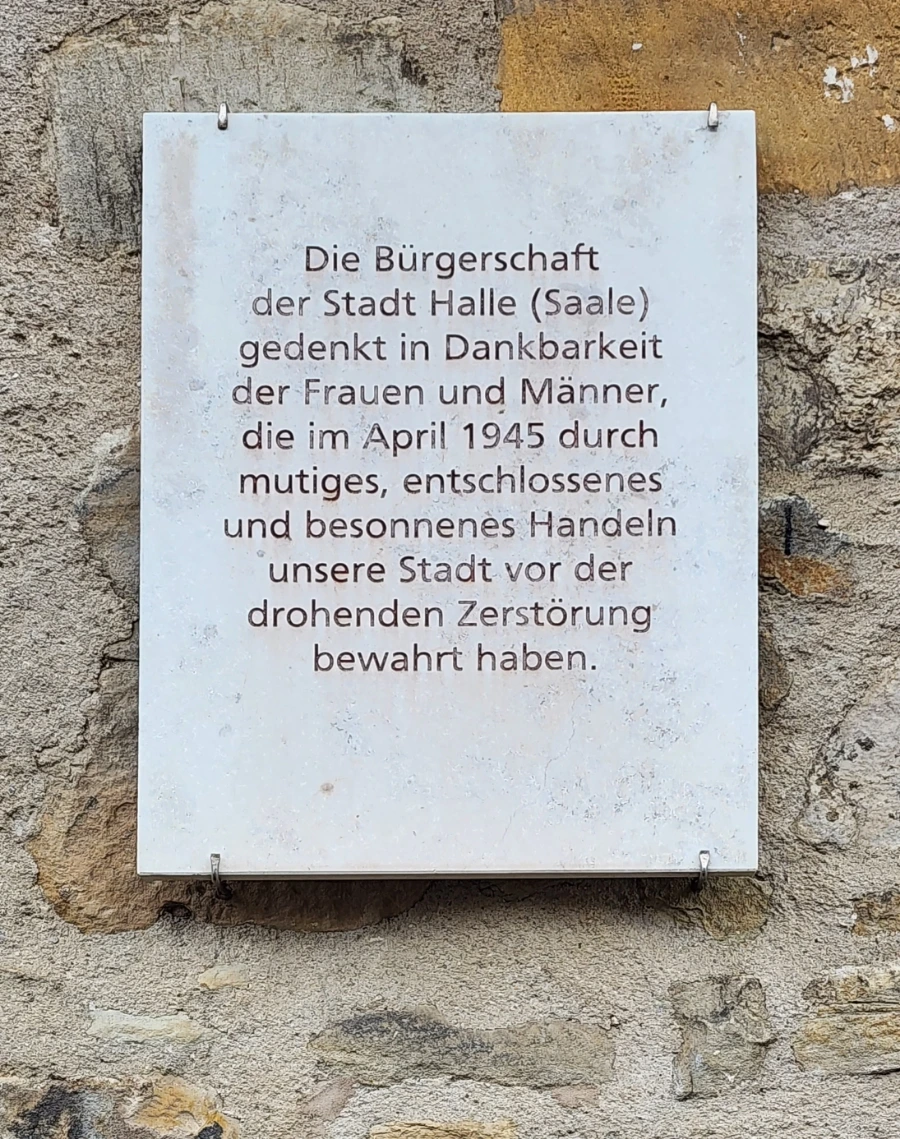 Die Bürgerschaft
der Stadt Halle (Saale)
gedenkt in Dankbarkeit
der Frauen und Männer,
die im April 1945 durch
mutiges, entschlossenes
und besonnenes Handeln
unsere Stadt vor der
drohenden Zerstörung
bewahrt haben.